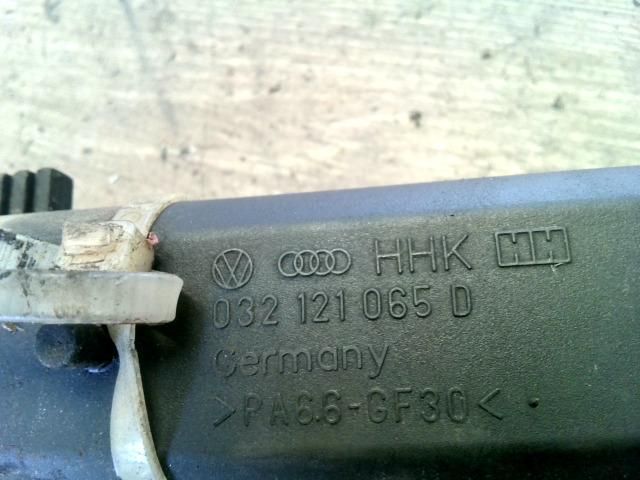 HHK
032 121 065 D
Germany
>PA6.6-GF30<